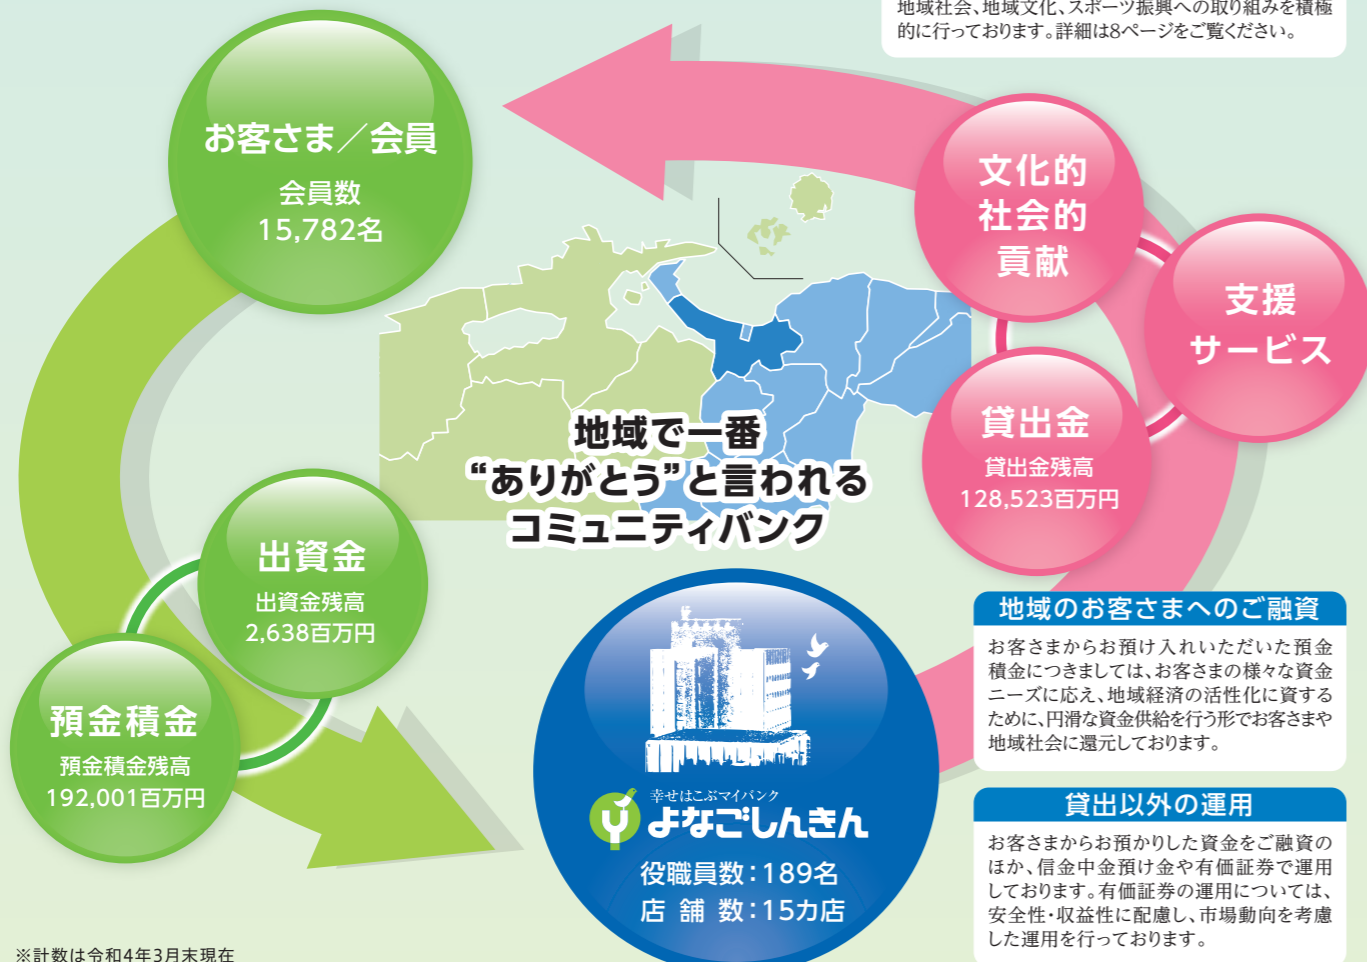 地域社会、地域文化、スポーツ振興への取り組みを積極
的に行っております。詳細は8ページをご覧ください。
お客さま／会員
会員数
15,782名
文化的
社会的
貢献
支援
サービス
貸出金
貸出金残高
128,523百万円
地域で一番
“ありがとう”と言われる
コミュニティバンク
出資金
出資金残高
2,638百万円
預金積金
預金積金残高
192,001百万円
幸せはこぶマイバンク
よなごしんきん
役職員数：189名
店 舗 数：15カ店
地域のお客さまへのご融資
お客さまからお預け入れいただいた預金
積金につきましては、お客さまの様々な資金
ニーズに応え、地域経済の活性化に資する
ために、円滑な資金供給を行う形でお客さまや
地域社会に還元しております。
貸出以外の運用
お客さまからお預かりした資金をご融資の
ほか、信金中金預け金や有価証券で運用
しております。有価証券の運用については、
安全性・収益性に配慮し、市場動向を考慮
した運用を行っております。
※計数は令和4年3月末現在